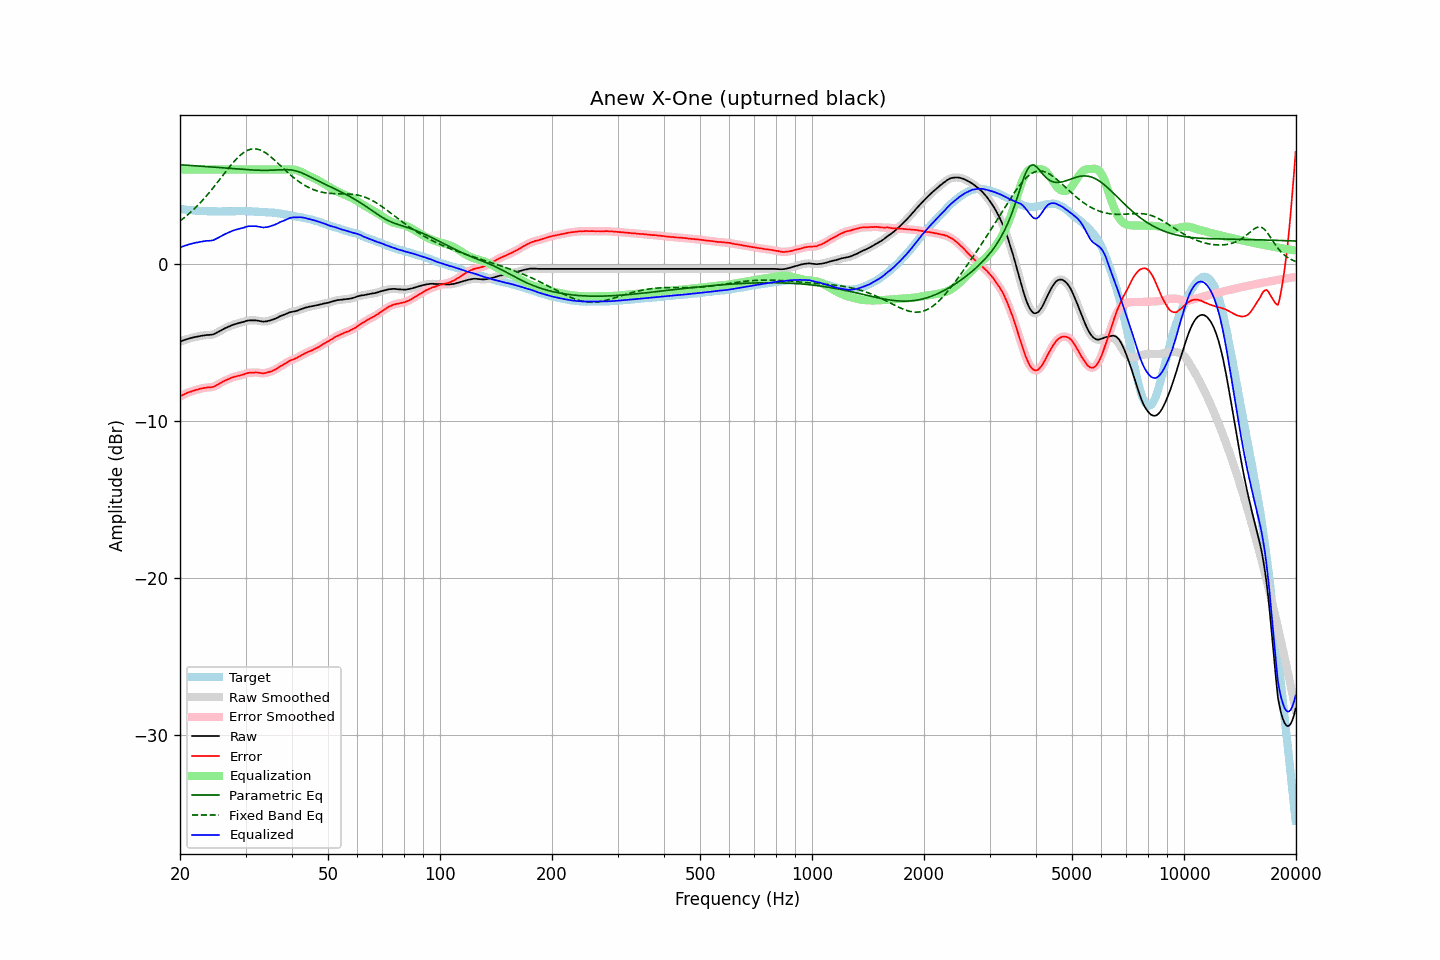 Anew X-One (upturned black)
Amplitude (dBr)
0
−10
−20
−30
Target
Raw Smoothed
Error Smoothed
Raw
Error
Equalization
Parametric Eq
Fixed Band Eq
Equalized
20 50 100 200 500 1000 2000 5000 10000 20000
Frequency (Hz)